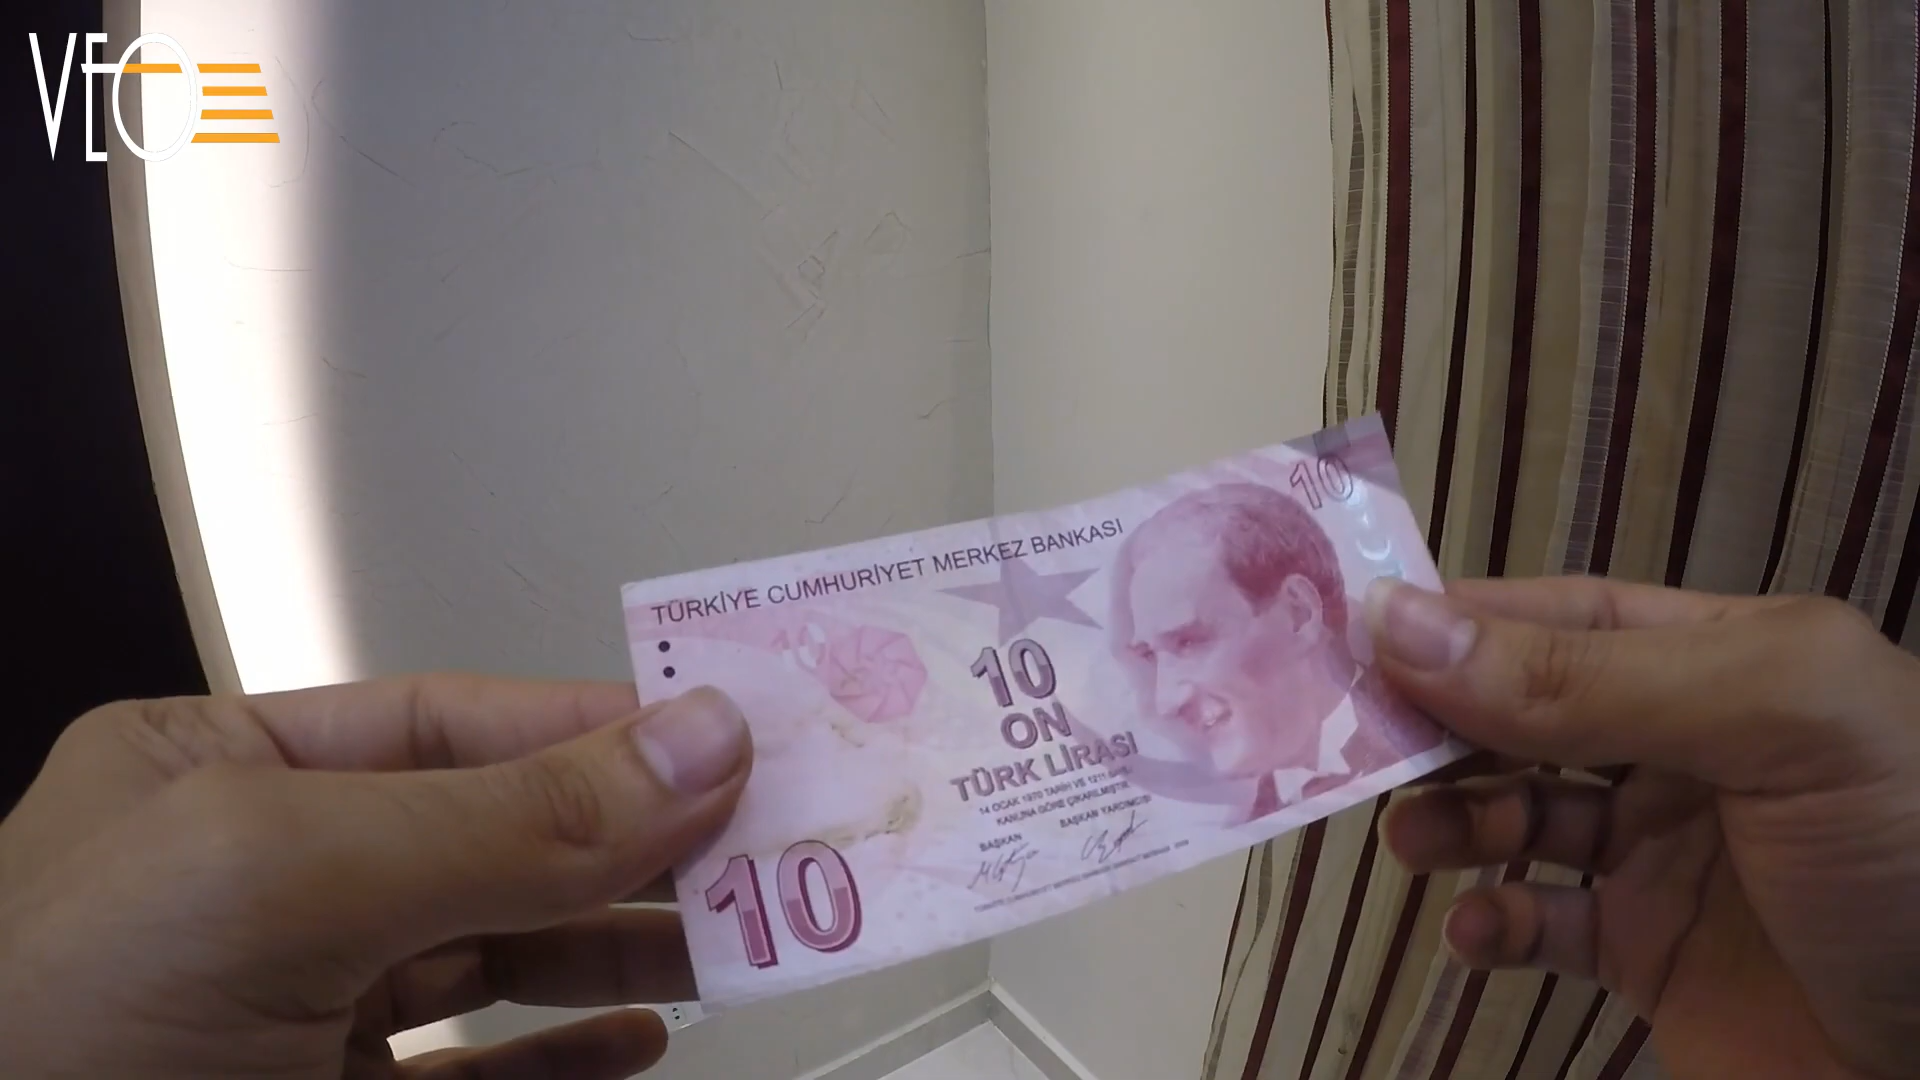 VEO
TÜRKİYE CUMHURİYET MERKEZ BANKASI
10
10
ON
TÜRK LİRASI
14 OCAK 1970 TARİH VE 1211
KANUNA GÖRE ÇIKARILMIŞTIR.
BAŞKAN
BAŞKAN YARDIMCISI
10